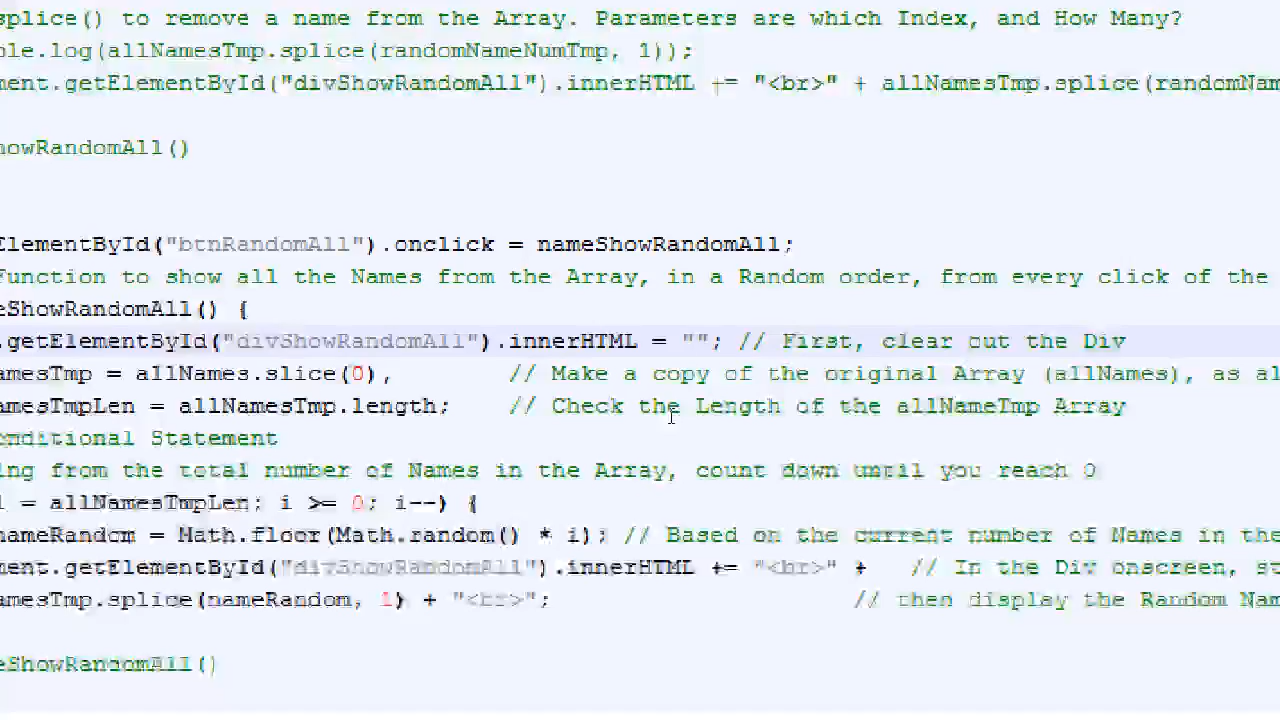 splice() to remove a name from the Array. Parameters are which Index, and How Many?
ole.log(allNamesTmp.splice(randomNameNumTmp, 1));
ment.getElementById("divShowRandomAll").innerHTML += "<br>" + allNamesTmp.splice(randomNam
howRandomAll()
ElementById("btnRandomAll").onclick = nameShowRandomAll;
Function to show all the Names from the Array, in a Random order, from every click of the
eShowRandomAll() {
.getElementById("divShowRandomAll").innerHTML = ""; // First, clear out the Div
amesTmp = allNames.slice(0), // Make a copy of the original Array (allNames), as al
amesTmpLen = allNamesTmp.length; // Check the Length of the allNameTmp Array
onditional Statement
ing from the total number of Names in the Array, count down until you reach 0
i = allNamesTmpLen; i >= 0; i--) {
nameRandom = Math.floor(Math.random() * i); // Based on the current number of Names in the
ment.getElementById("divShowRandomAll").innerHTML += "<br>" + // In the Div onscreen, st
amesTmp.splice(nameRandom, 1) + "<br>"; // then display the Random Nam
eShowRandomAll()